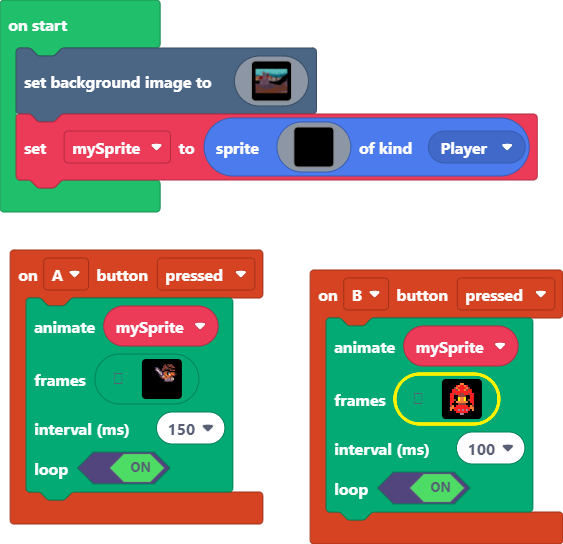 on start
set background image to
set mySprite to sprite of kind Player
on A button pressed
animate mySprite
frames
interval (ms) 150
loop ON
on B button pressed
animate mySprite
frames
interval (ms) 100
loop ON